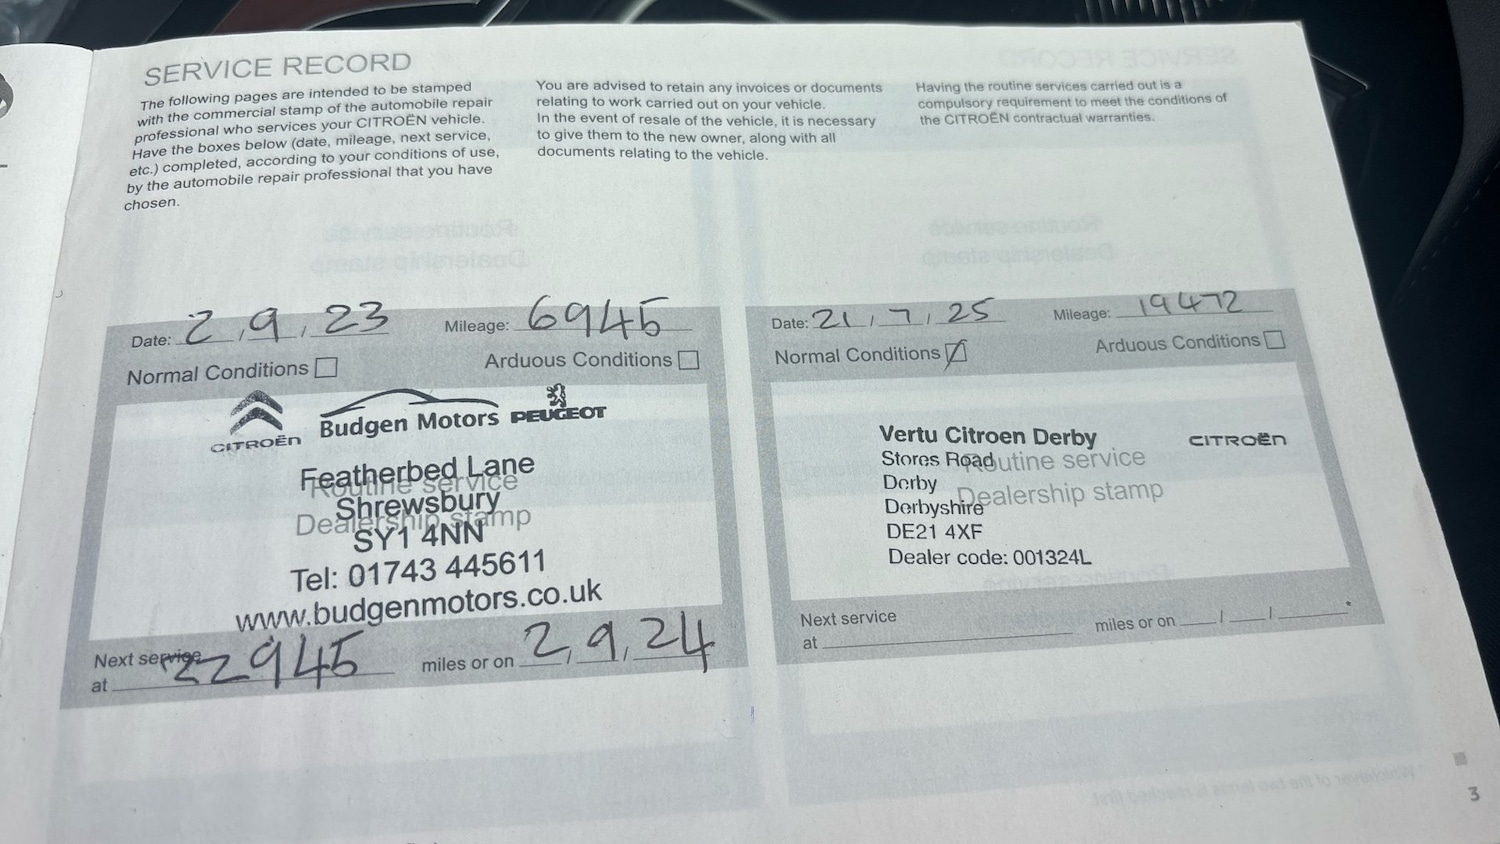 SERVICE RECORD
The following pages are intended to be stamped
with the commercial stamp of the automobile repair
professional who services your CITROËN vehicle.
Have the boxes below (date, mileage, next service,
etc.) completed, according to your conditions of use,
by the automobile repair professional that you have
chosen.
You are advised to retain any invoices or documents
relating to work carried out on your vehicle.
In the event of resale of the vehicle, it is necessary
to give them to the new owner, along with all
documents relating to the vehicle.
Having the routine services carried out is a
compulsory requirement to meet the conditions of
the CITROËN contractual warranties.
Date: 2, 9, 23 Mileage: 6945
Normal Conditions Arduous Conditions
CITROËN Budgen Motors PEUGEOT
Featherbed Lane
Routine service
Shrewsbury
Dealership stamp
SY1 4NN
Tel: 01743 445611
www.budgenmotors.co.uk
Next service
at 22945 miles or on 2, 9, 24
Date: 21, 7, 25 Mileage: 19472
Normal Conditions Arduous Conditions
Vertu Citroen Derby CITROËN
Stores Road
Routine service
Derby
Dealership stamp
Derbyshire
DE21 4XF
Dealer code: 001324L
Next service
at miles or on / / *
3